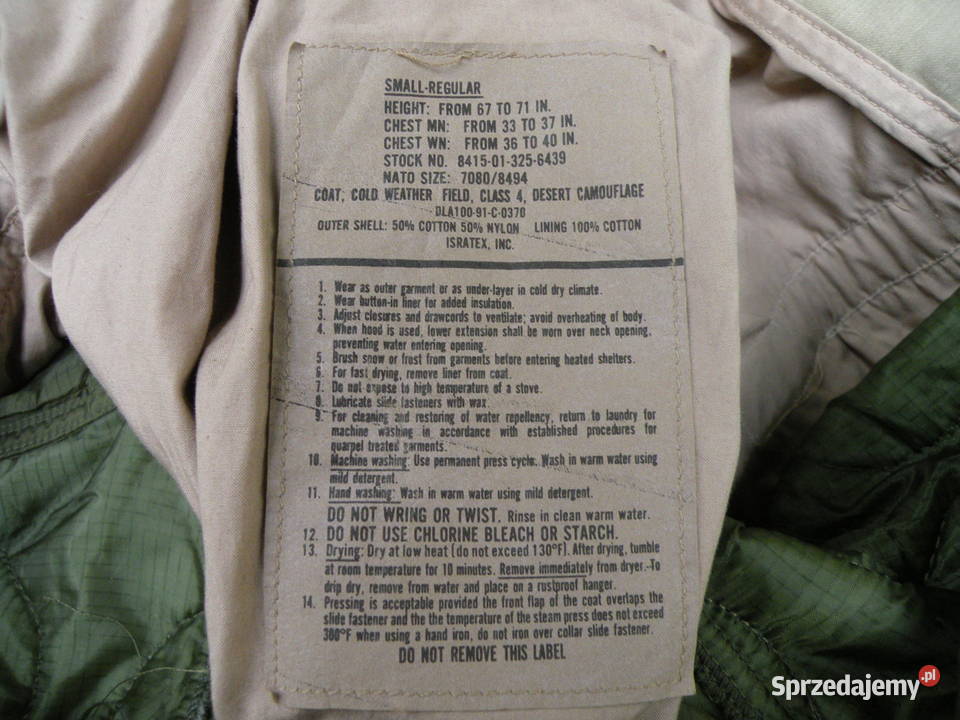 SMALL-REGULAR
HEIGHT: FROM 67 TO 71 IN.
CHEST MN: FROM 33 TO 37 IN.
CHEST WN: FROM 36 TO 40 IN.
STOCK NO. 8415-01-325-6439
NATO SIZE: 7080/8494
COAT, COLD WEATHER FIELD, CLASS 4, DESERT CAMOUFLAGE
DLA100-91-C-0370
OUTER SHELL: 50% COTTON 50% NYLON LINING 100% COTTON
ISRATEX, INC.
1. Wear as outer garment or as under-layer in cold dry climate.
2. Wear button-in liner for added insulation.
3. Adjust closures and drawcords to ventilate; avoid overheating of body.
4. When hood is used, lower extension shall be worn over neck opening,
preventing water entering opening.
5. Brush snow or frost from garments before entering heated shelters.
6. For fast drying, remove liner from coat.
7. Do not expose to high temperature of a stove.
8. Lubricate slide fasteners with wax.
9. For cleaning and restoring of water repellency, return to laundry for
machine washing in accordance with established procedures for
quarpel treated garments.
10. Machine washing: Use permanent press cycle. Wash in warm water using
mild detergent.
11. Hand washing: Wash in warm water using mild detergent.
DO NOT WRING OR TWIST. Rinse in clean warm water.
12. DO NOT USE CHLORINE BLEACH OR STARCH.
13. Drying: Dry at low heat (do not exceed 130°F). After drying, tumble
at room temperature for 10 minutes. Remove immediately from dryer. To
drip dry, remove from water and place on a rustproof hanger.
14. Pressing is acceptable provided the front flap of the coat overlaps the
slide fastener and the the temperature of the steam press does not exceed
300°F when using a hand iron, do not iron over collar slide fastener.
DO NOT REMOVE THIS LABEL
Sprzedajemy.pl